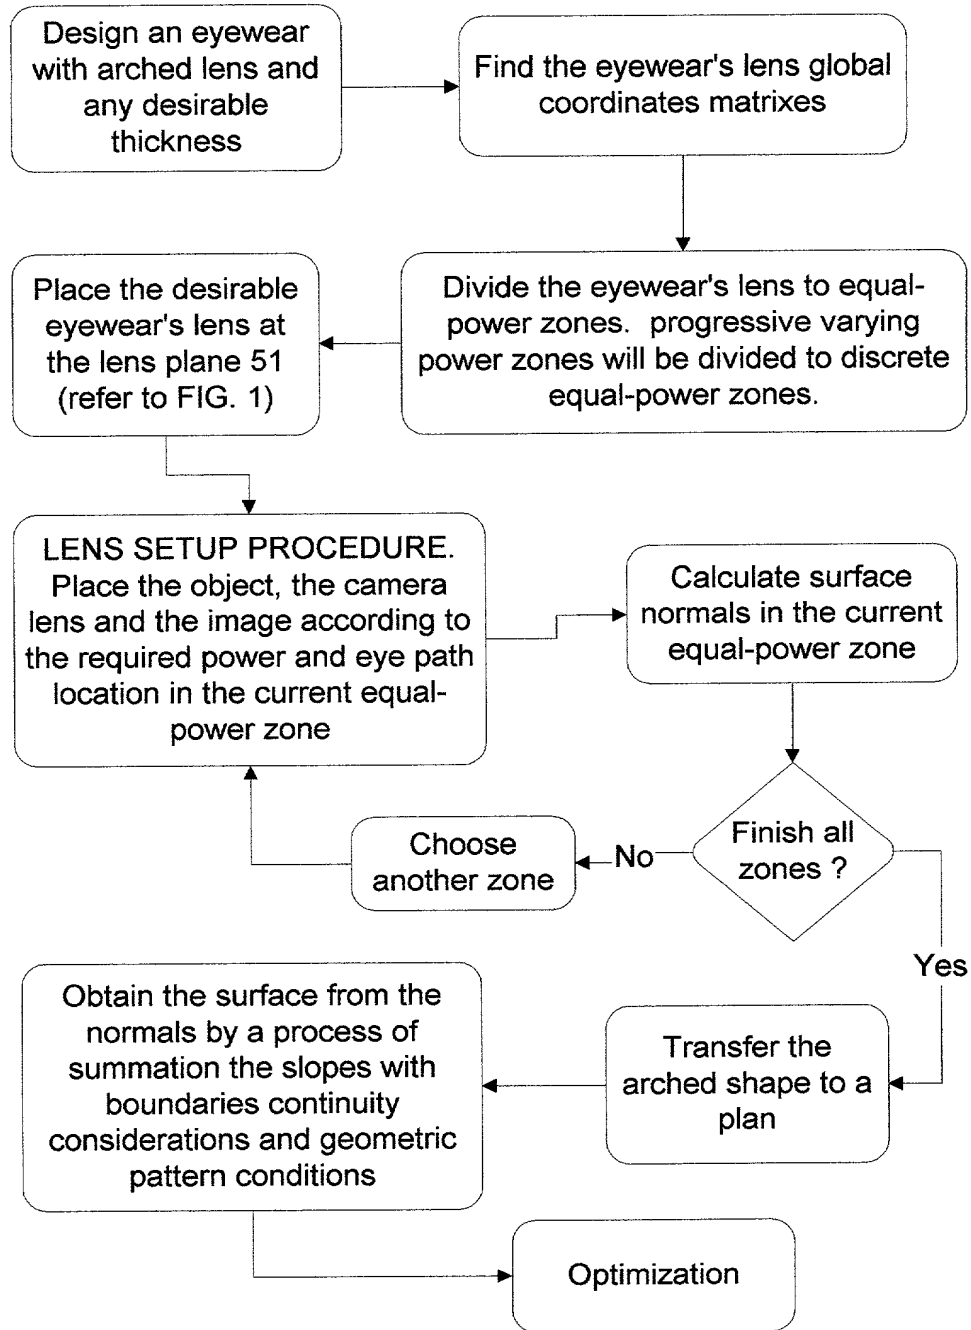 Design an eyewear
with arched lens and
any desirable
thickness
Find the eyewear's lens global
coordinates matrixes
Divide the eyewear's lens to equal-
power zones.  progressive varying
power zones will be divided to discrete
equal-power zones.
Place the desirable
eyewear's lens at
the lens plane 51
(refer to FIG. 1)
LENS SETUP PROCEDURE.
Place the object, the camera
lens and the image according to
the required power and eye path
location in the current equal-
power zone
Calculate surface
normals in the current
equal-power zone
Finish all
zones ?
No
Choose
another zone
Yes
Transfer the
arched shape to a
plan
Obtain the surface from the
normals by a process of
summation the slopes with
boundaries continuity
considerations and geometric
pattern conditions
Optimization